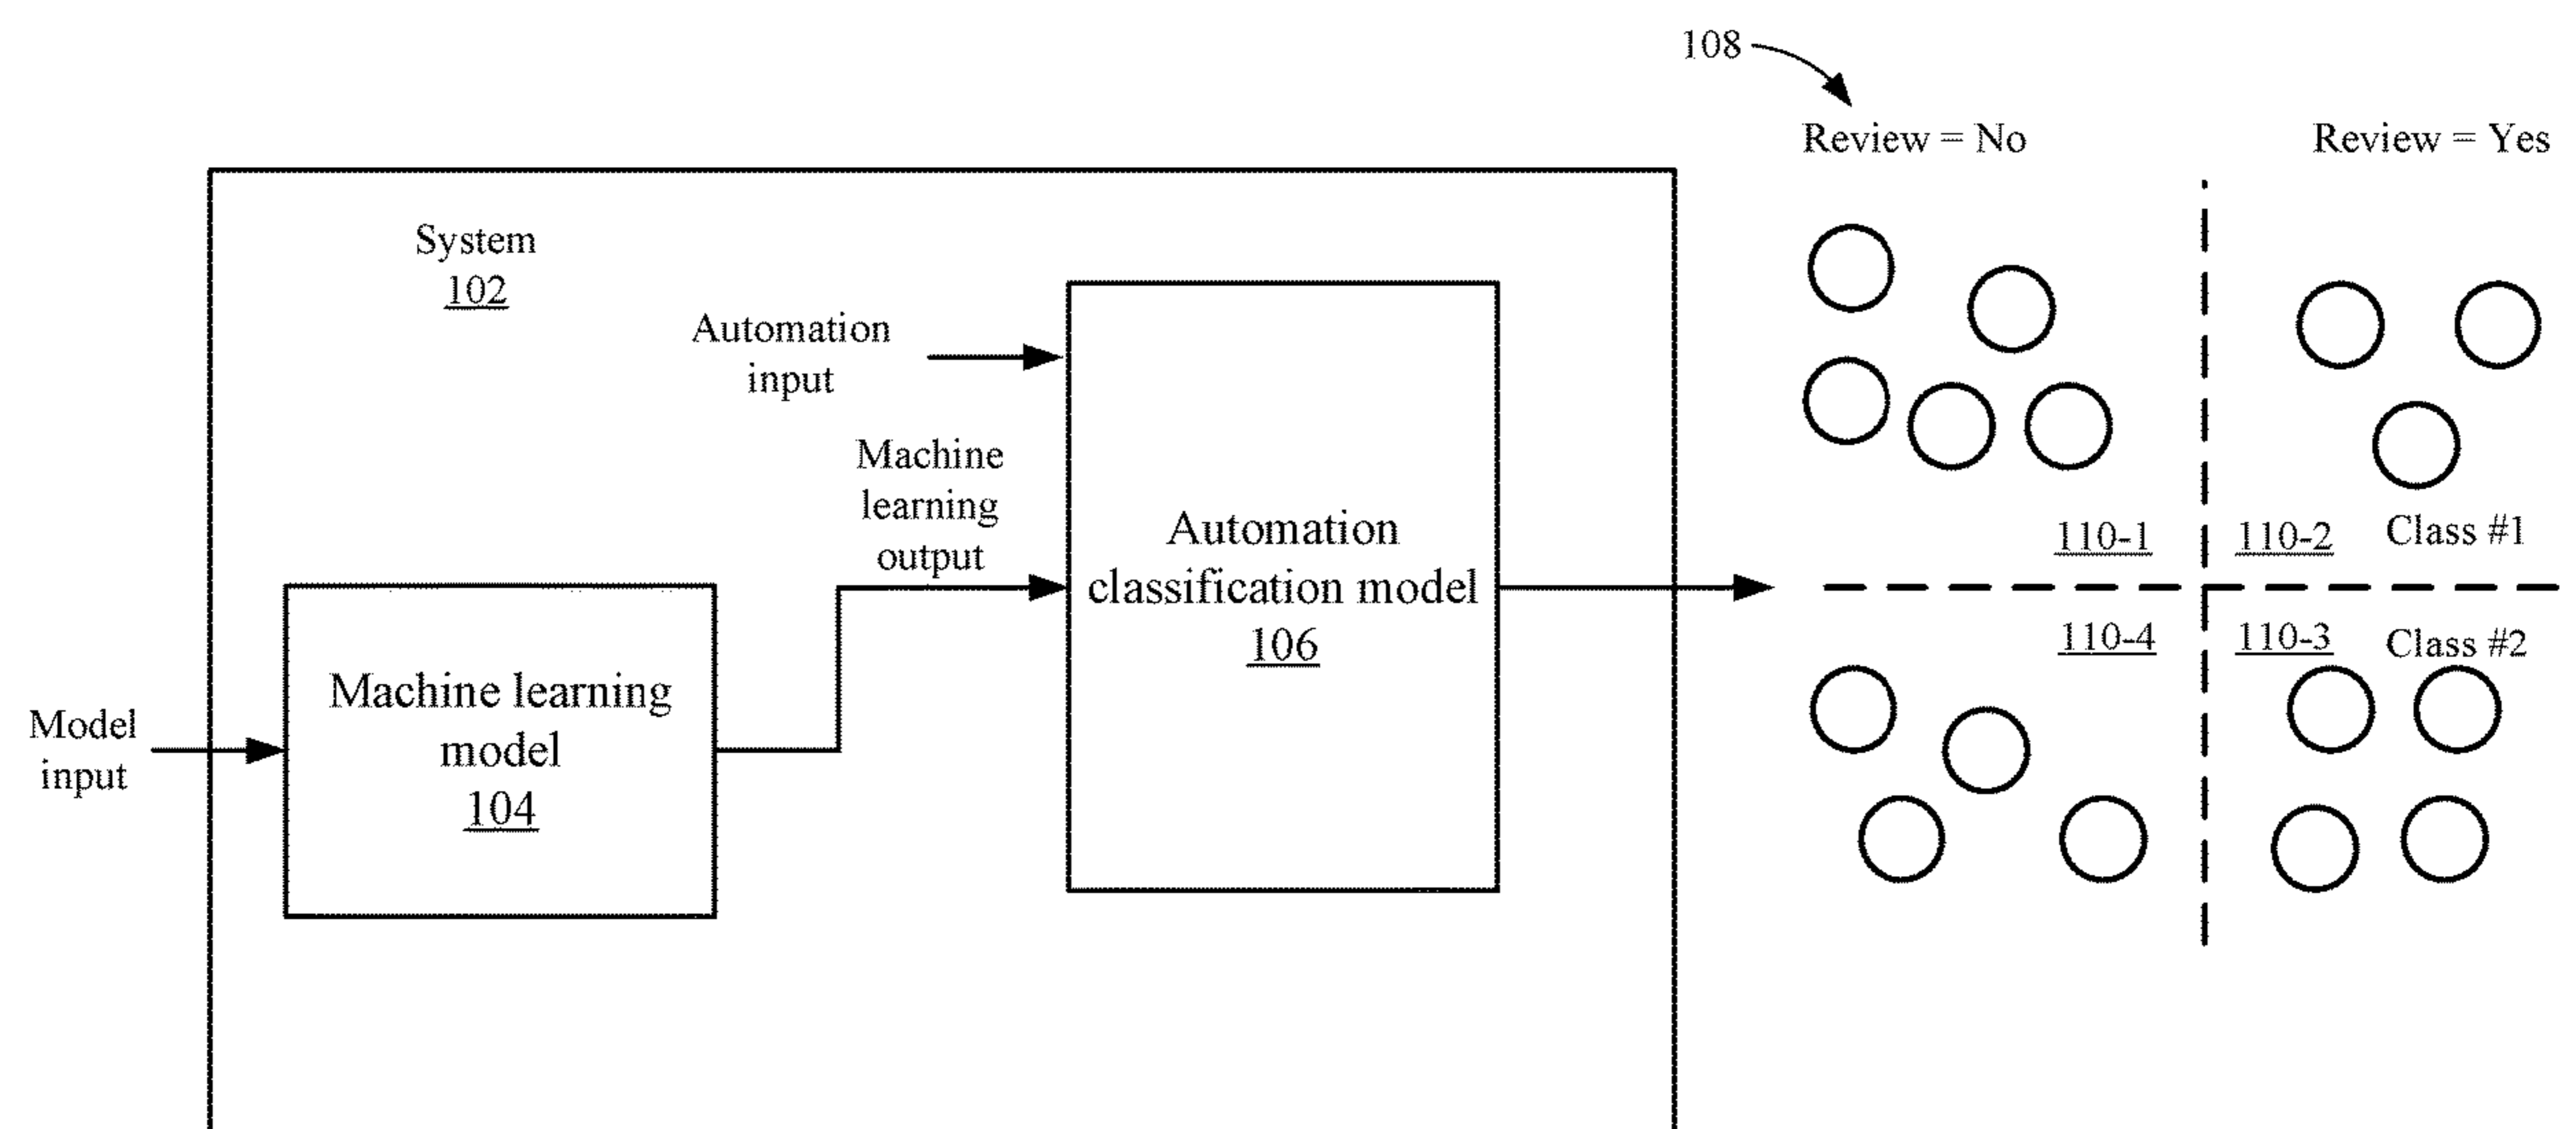 108
Review = No
Review = Yes
System
102
Automation
input
Machine
learning
output
Automation
classification model
106
Machine learning
model
104
Model
input
110-1
110-2
Class #1
110-4
110-3
Class #2